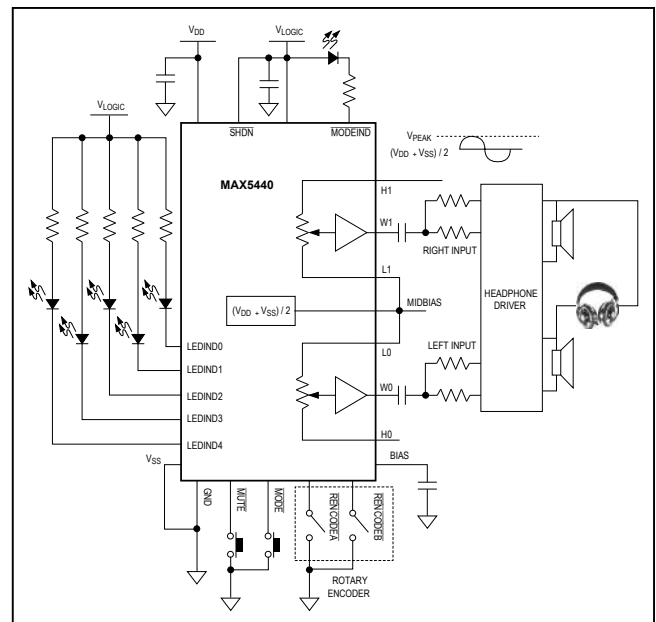 VDD
VLOGIC
VLOGIC
SHDN
MODEIND
VPEAK
(VDD + VSS) / 2
MAX5440
H1
W1
RIGHT INPUT
L1
(VDD + VSS) / 2
MIDBIAS
HEADPHONE
DRIVER
L0
LEFT INPUT
LEDIND0
LEDIND1
LEDIND2
W0
LEDIND3
LEDIND4
H0
VSS
BIAS
GND
MUTE
MODE
RENCODEA
RENCODEB
ROTARY
ENCODER